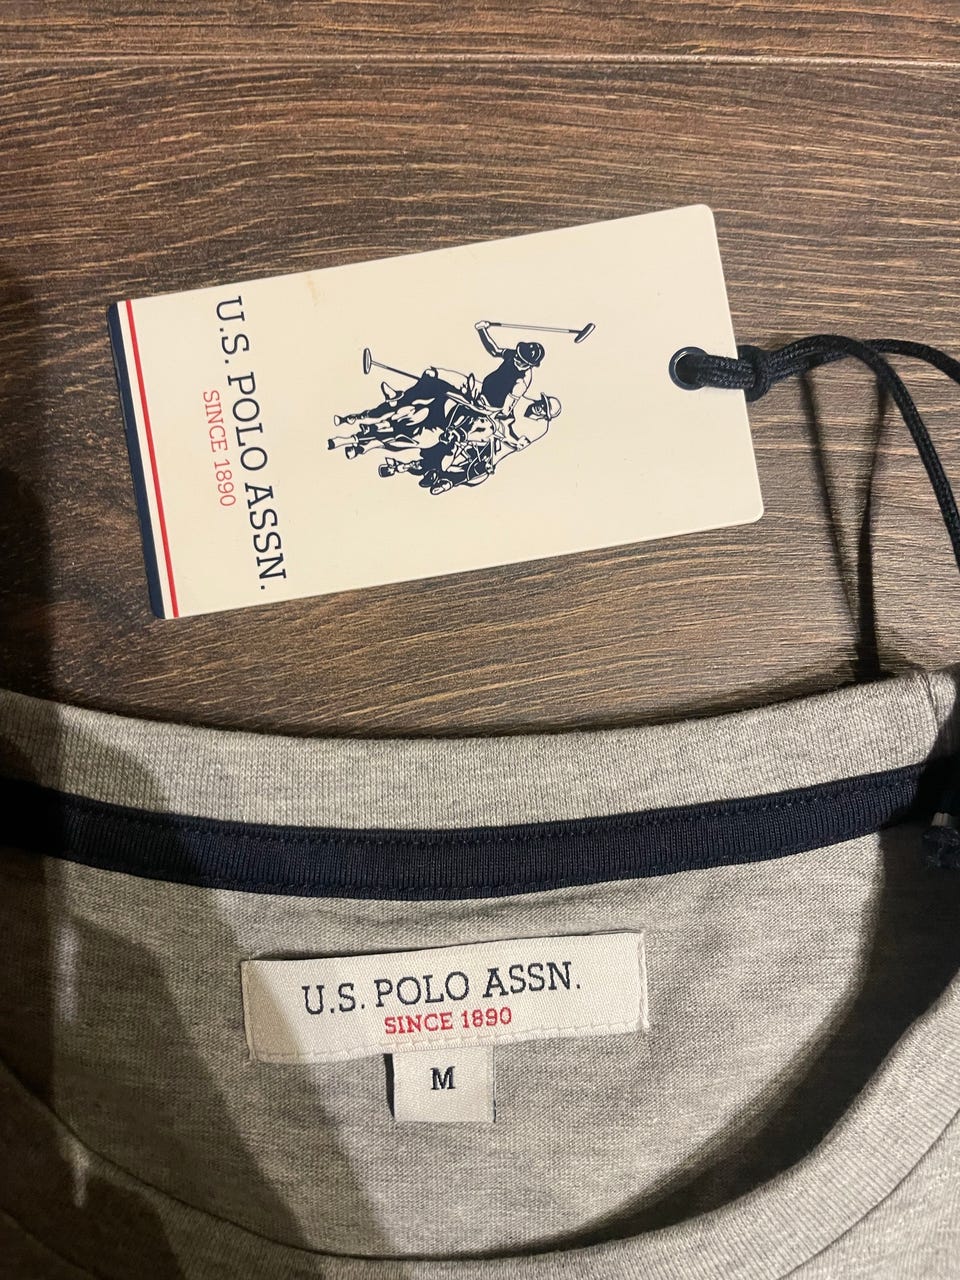 U.S. POLO ASSN.
SINCE 1890
U.S. POLO ASSN.
SINCE 1890
M